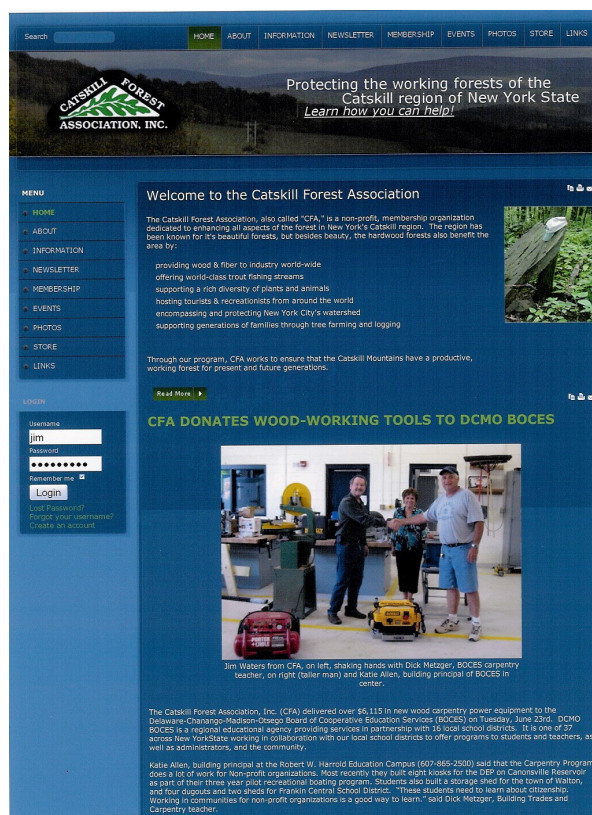 Search
HOME ABOUT INFORMATION NEWSLETTER MEMBERSHIP EVENTS PHOTOS STORE LINKS
CATSKILL FOREST
ASSOCIATION, INC.
Protecting the working forests of the
Catskill region of New York State
Learn how you can help!
MENU
HOME
ABOUT
INFORMATION
NEWSLETTER
MEMBERSHIP
EVENTS
PHOTOS
STORE
LINKS
LOGIN
Username
jim
Password
●●●●●●●●●
Remember me
Login
Lost Password?
Forgot your username?
Create an account
Welcome to the Catskill Forest Association
The Catskill Forest Association, also called "CFA," is a non-profit, membership organization
dedicated to enhancing all aspects of the forest in New York's Catskill region. The region has
been known for it's beautiful forests, but besides beauty, the hardwood forests also benefit the
area by:
providing wood & fiber to industry world-wide
offering world-class trout fishing streams
supporting a rich diversity of plants and animals
hosting tourists & recreationists from around the world
encompassing and protecting New York City's watershed
supporting generations of families through tree farming and logging
Through our program, CFA works to ensure that the Catskill Mountains have a productive,
working forest for present and future generations.
Read More
CFA DONATES WOOD-WORKING TOOLS TO DCMO BOCES
Jim Waters from CFA, on left, shaking hands with Dick Metzger, BOCES carpentry
teacher, on right (taller man) and Katie Allen, building principal of BOCES in
center.
The Catskill Forest Association, Inc. (CFA) delivered over $6,115 in new wood carpentry power equipment to the
Delaware-Chanango-Madison-Otsego Board of Cooperative Education Services (BOCES) on Tuesday, June 23rd. DCMO
BOCES is a regional educational agency providing services in partnership with 16 local school districts. It is one of 37
across New YorkState working in collaboration with our local school districts to offer programs to students and teachers, as
well as administrators, and the community.
Katie Allen, building principal at the Robert W. Harrold Education Campus (607-865-2500) said that the Carpentry Program
does a lot of work for Non-profit organizations. Most recently they built eight kiosks for the DEP on Canonsville Reservoir
as part of their three year pilot recreational boating program. Students also built a storage shed for the town of Walton,
and four dugouts and two sheds for Frankin Central School District. "These students need to learn about citizenship.
Working in communities for non-profit organizations is a good way to learn." said Dick Metzger, Building Trades and
Carpentry teacher.